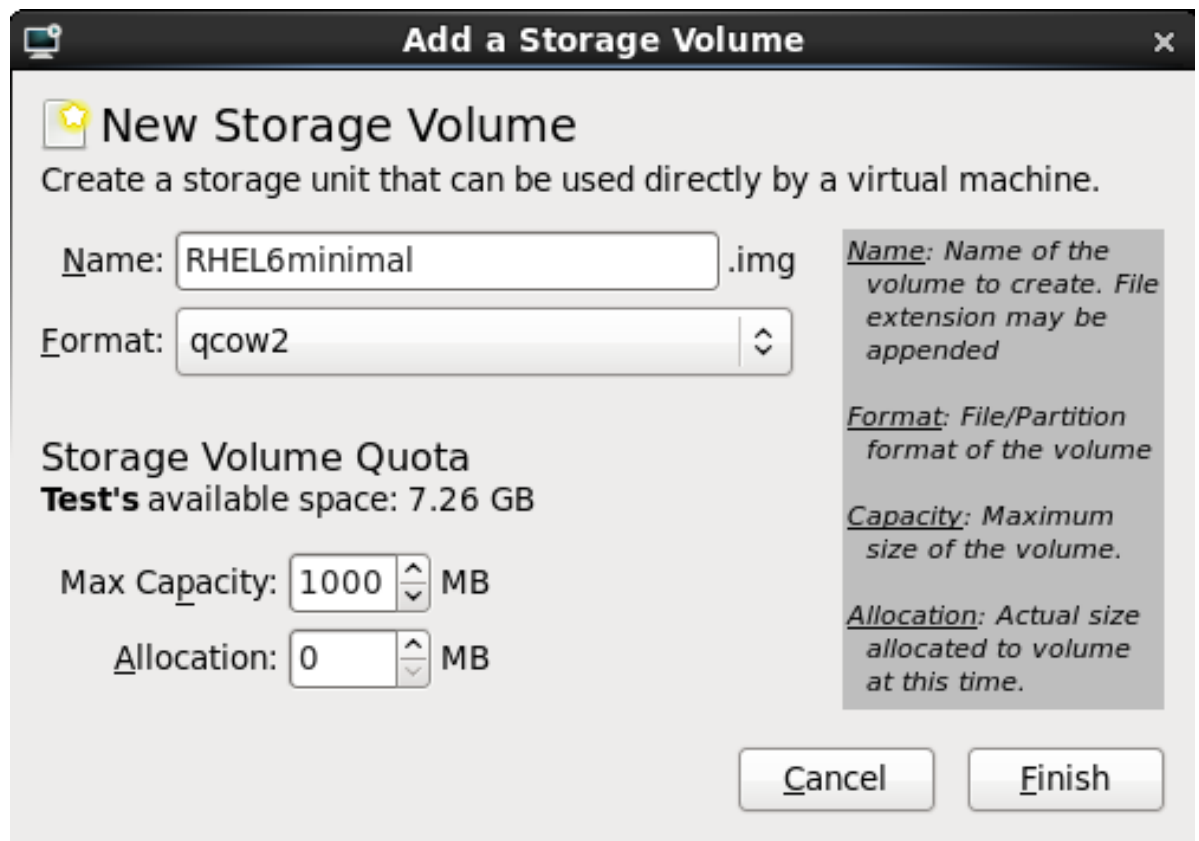 Add a Storage Volume
New Storage Volume
Create a storage unit that can be used directly by a virtual machine.
Name: RHEL6minimal .img
Format: qcow2
Storage Volume Quota
Test's available space: 7.26 GB
Max Capacity: 1000 MB
Allocation: 0 MB
Name: Name of the
volume to create. File
extension may be
appended
Format: File/Partition
format of the volume
Capacity: Maximum
size of the volume.
Allocation: Actual size
allocated to volume
at this time.
Cancel Finish